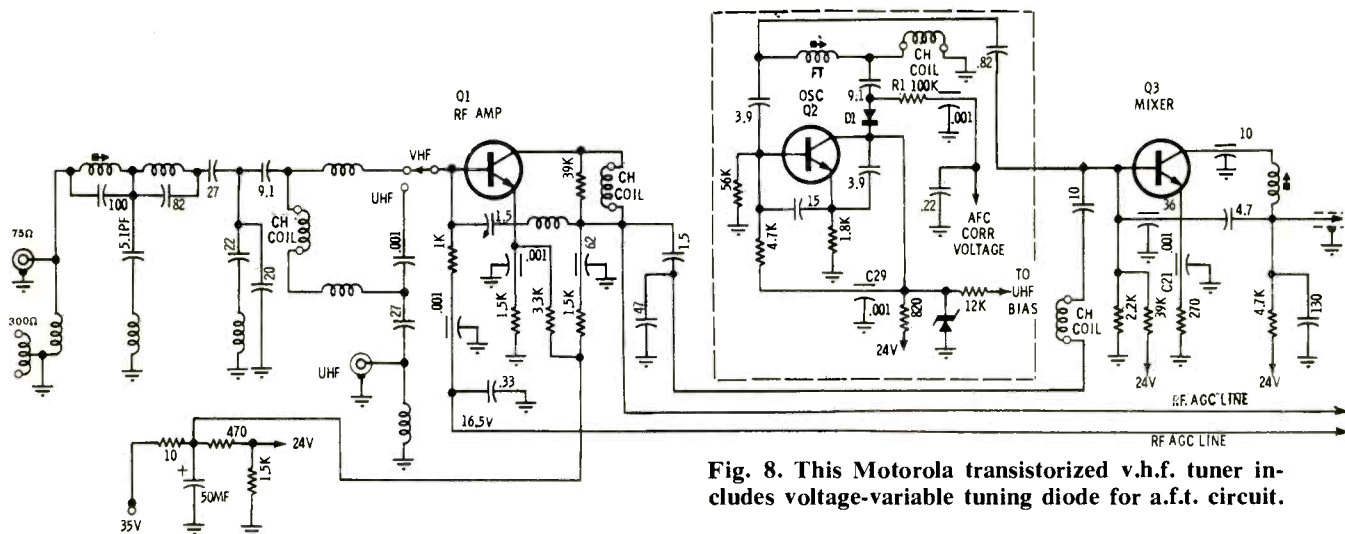 75Ω
300Ω
100
5.1PF
82
27
22
20
9.1
CH
COIL
VHF
UHF
.001
27
UHF
Q1
RF AMP
1K
.001
1.5
.001
1.5K
3.3K
39K
62
1.5K
CH
COIL
.33
16.5V
1.5
47
35V
10
50MF
+
470
1.5K
24V
FT
CH
COIL
3.9
OSC
Q2
9.1
D1
R1 100K
.001
3.9
56K
15
4.7K
1.8K
.22
AFC
CORR
VOLTAGE
C29
.001
820
24V
12K
TO
UHF
BIAS
.82
Q3
MIXER
10
CH
COIL
10
36
.001
C21
2.2K
39K
270
24V
4.7
4.7K
130
24V
RF. AGC LINE
RF AGC LINE
Fig. 8. This Motorola transistorized v.h.f. tuner in-
cludes voltage-variable tuning diode for a.f.t. circuit.